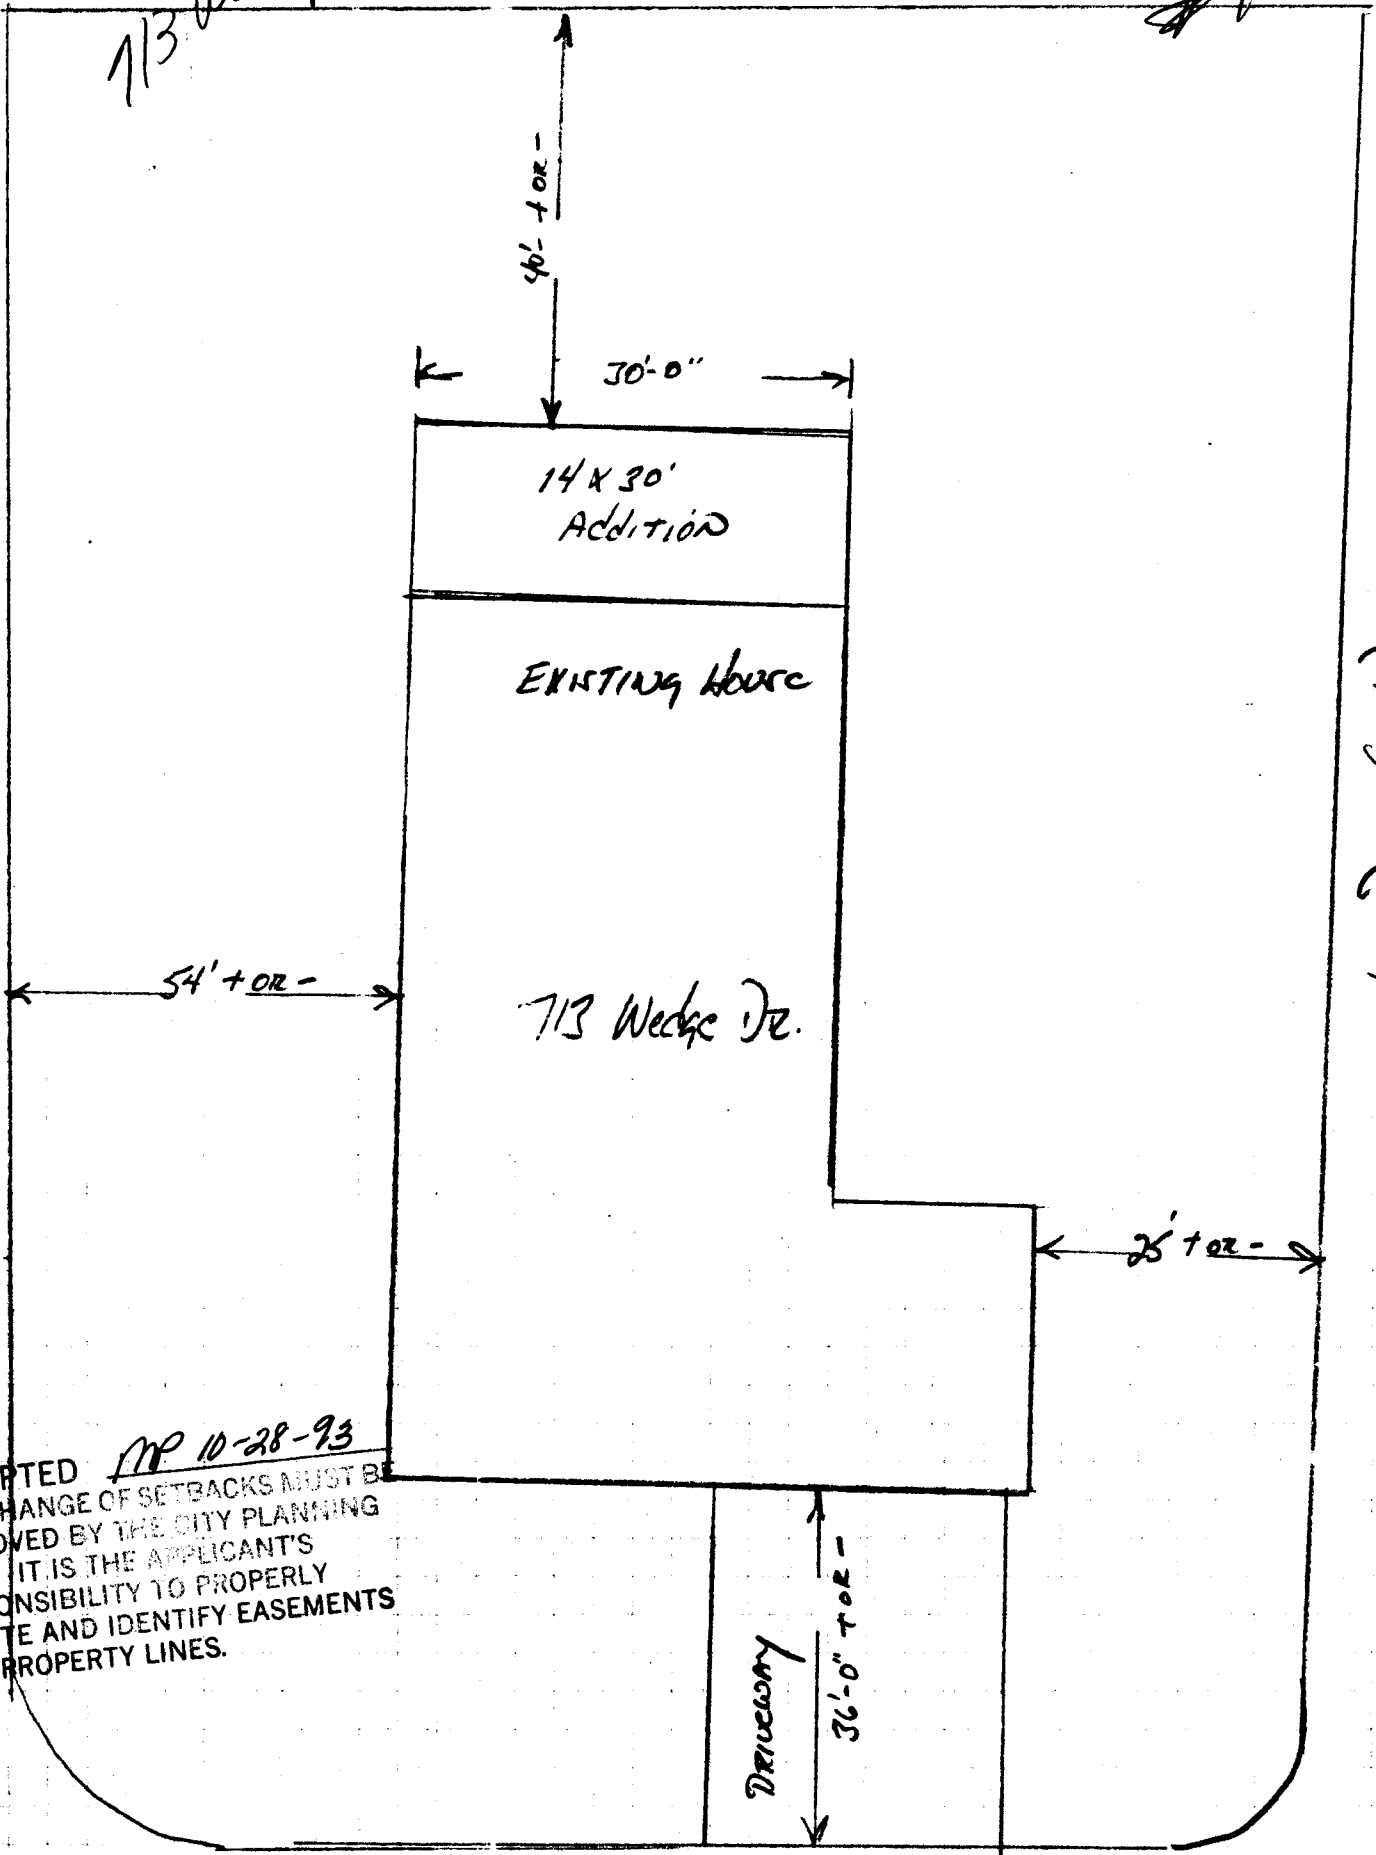 713
40'- + OR -
30'-0"
14 X 30'
Addition
EXISTING House
54' + OR -
713 Wedge Dr.
25' + OR -
MP 10-28-93
PTED
HANGE OF SETBACKS MUST BE
OVED BY THE CITY PLANNING
IT IS THE APPLICANT'S
ONSIBILITY TO PROPERLY
TE AND IDENTIFY EASEMENTS
PROPERTY LINES.
DRIVEWAY
36'-0" + OR -